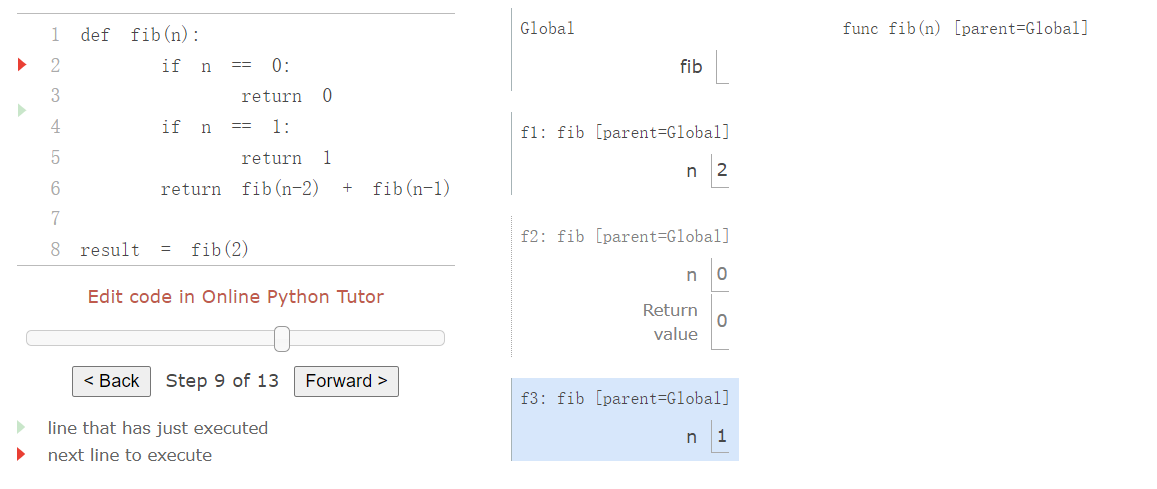 1 def fib(n):
2 if n == 0:
3 return 0
4 if n == 1:
5 return 1
6 return fib(n-2) + fib(n-1)
7
8 result = fib(2)
Edit code in Online Python Tutor
< Back Step 9 of 13 Forward >
line that has just executed
next line to execute
Global
fib
f1: fib [parent=Global]
n 2
f2: fib [parent=Global]
n 0
Return
value 0
f3: fib [parent=Global]
n 1
func fib(n) [parent=Global]